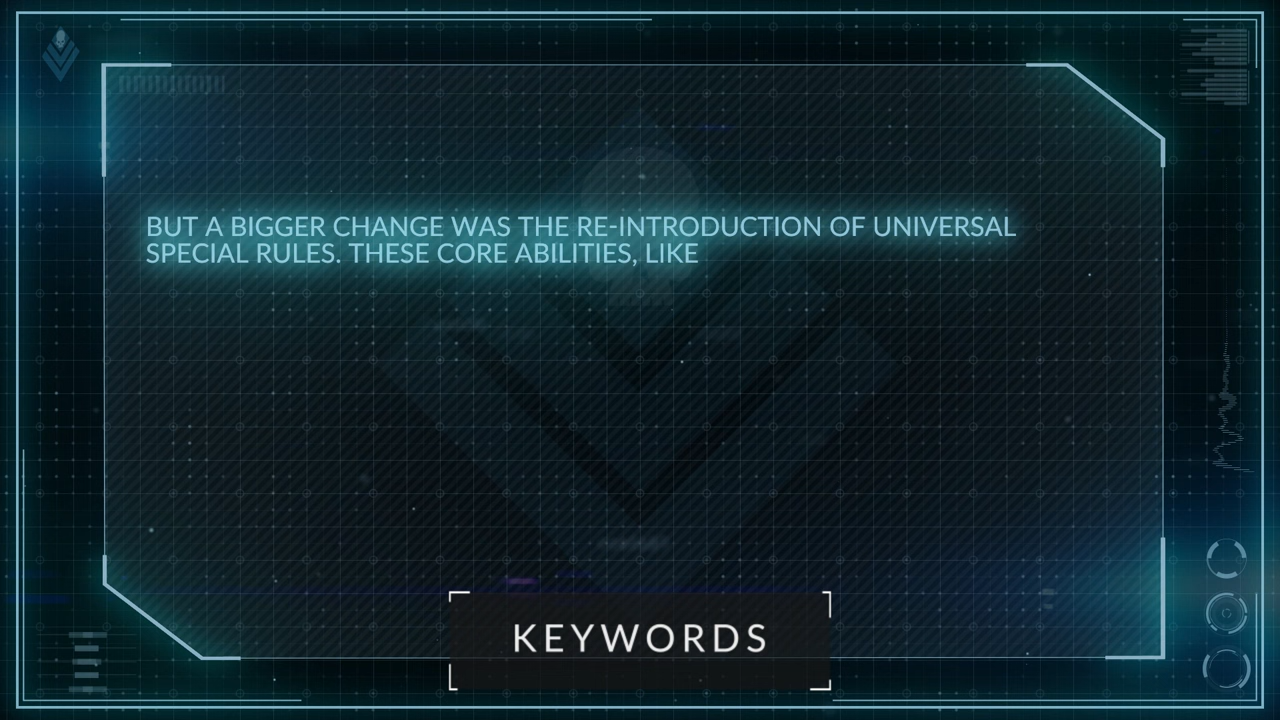 BUT A BIGGER CHANGE WAS THE RE-INTRODUCTION OF UNIVERSAL
SPECIAL RULES. THESE CORE ABILITIES, LIKE
KEYWORDS